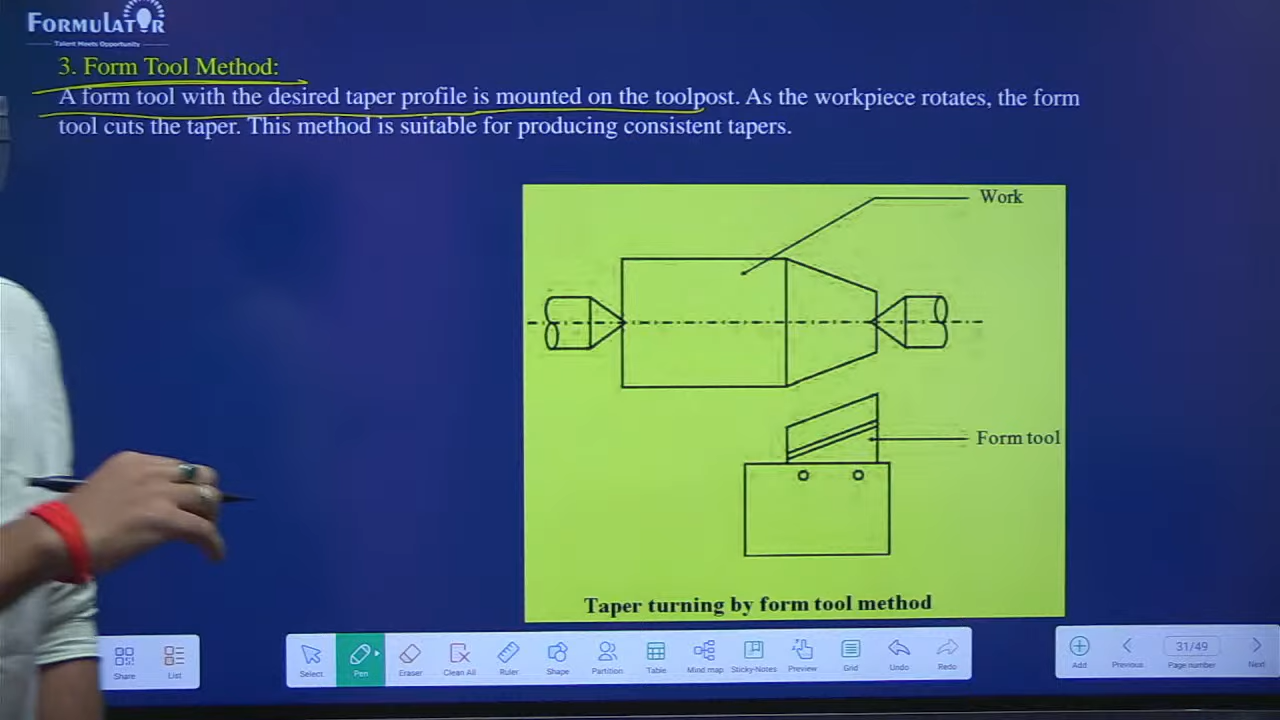 FORMULATOR
Talent Meets Opportunity
3. Form Tool Method:
A form tool with the desired taper profile is mounted on the toolpost. As the workpiece rotates, the form
tool cuts the taper. This method is suitable for producing consistent tapers.
Work
Form tool
Taper turning by form tool method
Share
List
Select
Pen
Eraser
Clean All
Ruler
Shape
Partition
Table
Mind map
Sticky-Notes
Preview
Grid
Undo
Redo
Add
Previous
31/49
Page number
Next